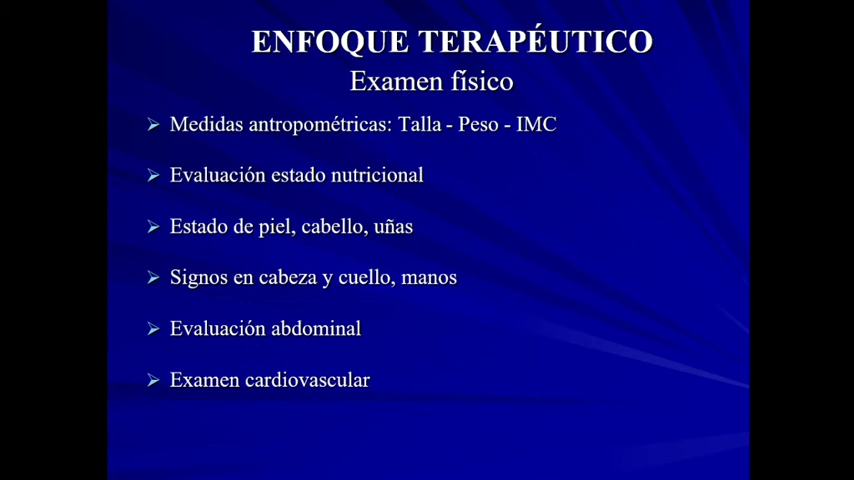 ENFOQUE TERAPÉUTICO
Examen físico
Medidas antropométricas: Talla - Peso - IMC
Evaluación estado nutricional
Estado de piel, cabello, uñas
Signos en cabeza y cuello, manos
Evaluación abdominal
Examen cardiovascular